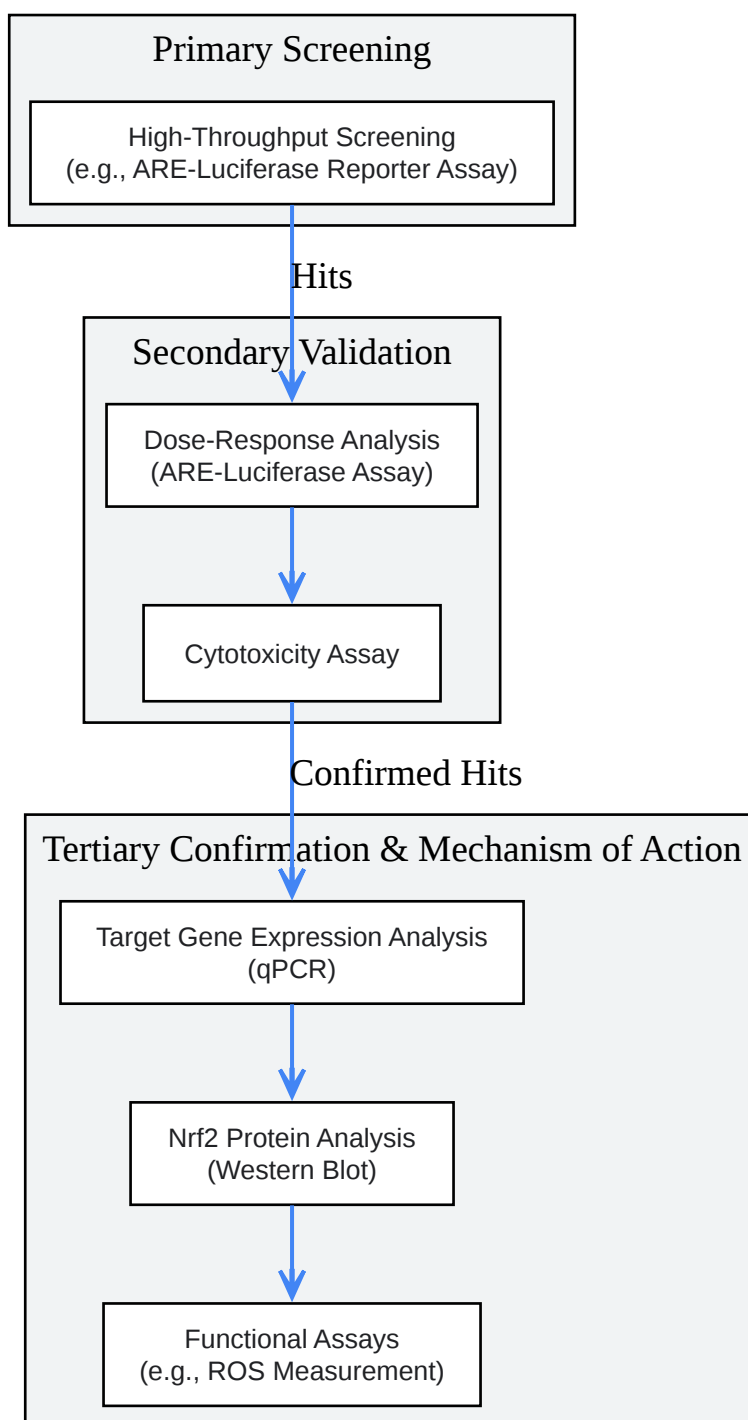 Primary Screening
High-Throughput Screening
(e.g., ARE-Luciferase Reporter Assay)
Hits
Secondary Validation
Dose-Response Analysis
(ARE-Luciferase Assay)
Cytotoxicity Assay
Confirmed Hits
Tertiary Confirmation & Mechanism of Action
Target Gene Expression Analysis
(qPCR)
Nrf2 Protein Analysis
(Western Blot)
Functional Assays
(e.g., ROS Measurement)